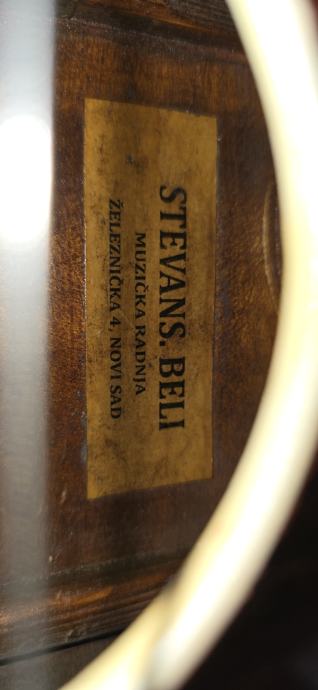 STEVANS. BELI
MUZIČKA RADNJA
ŽELEZNIČKA 4, NOVI SAD